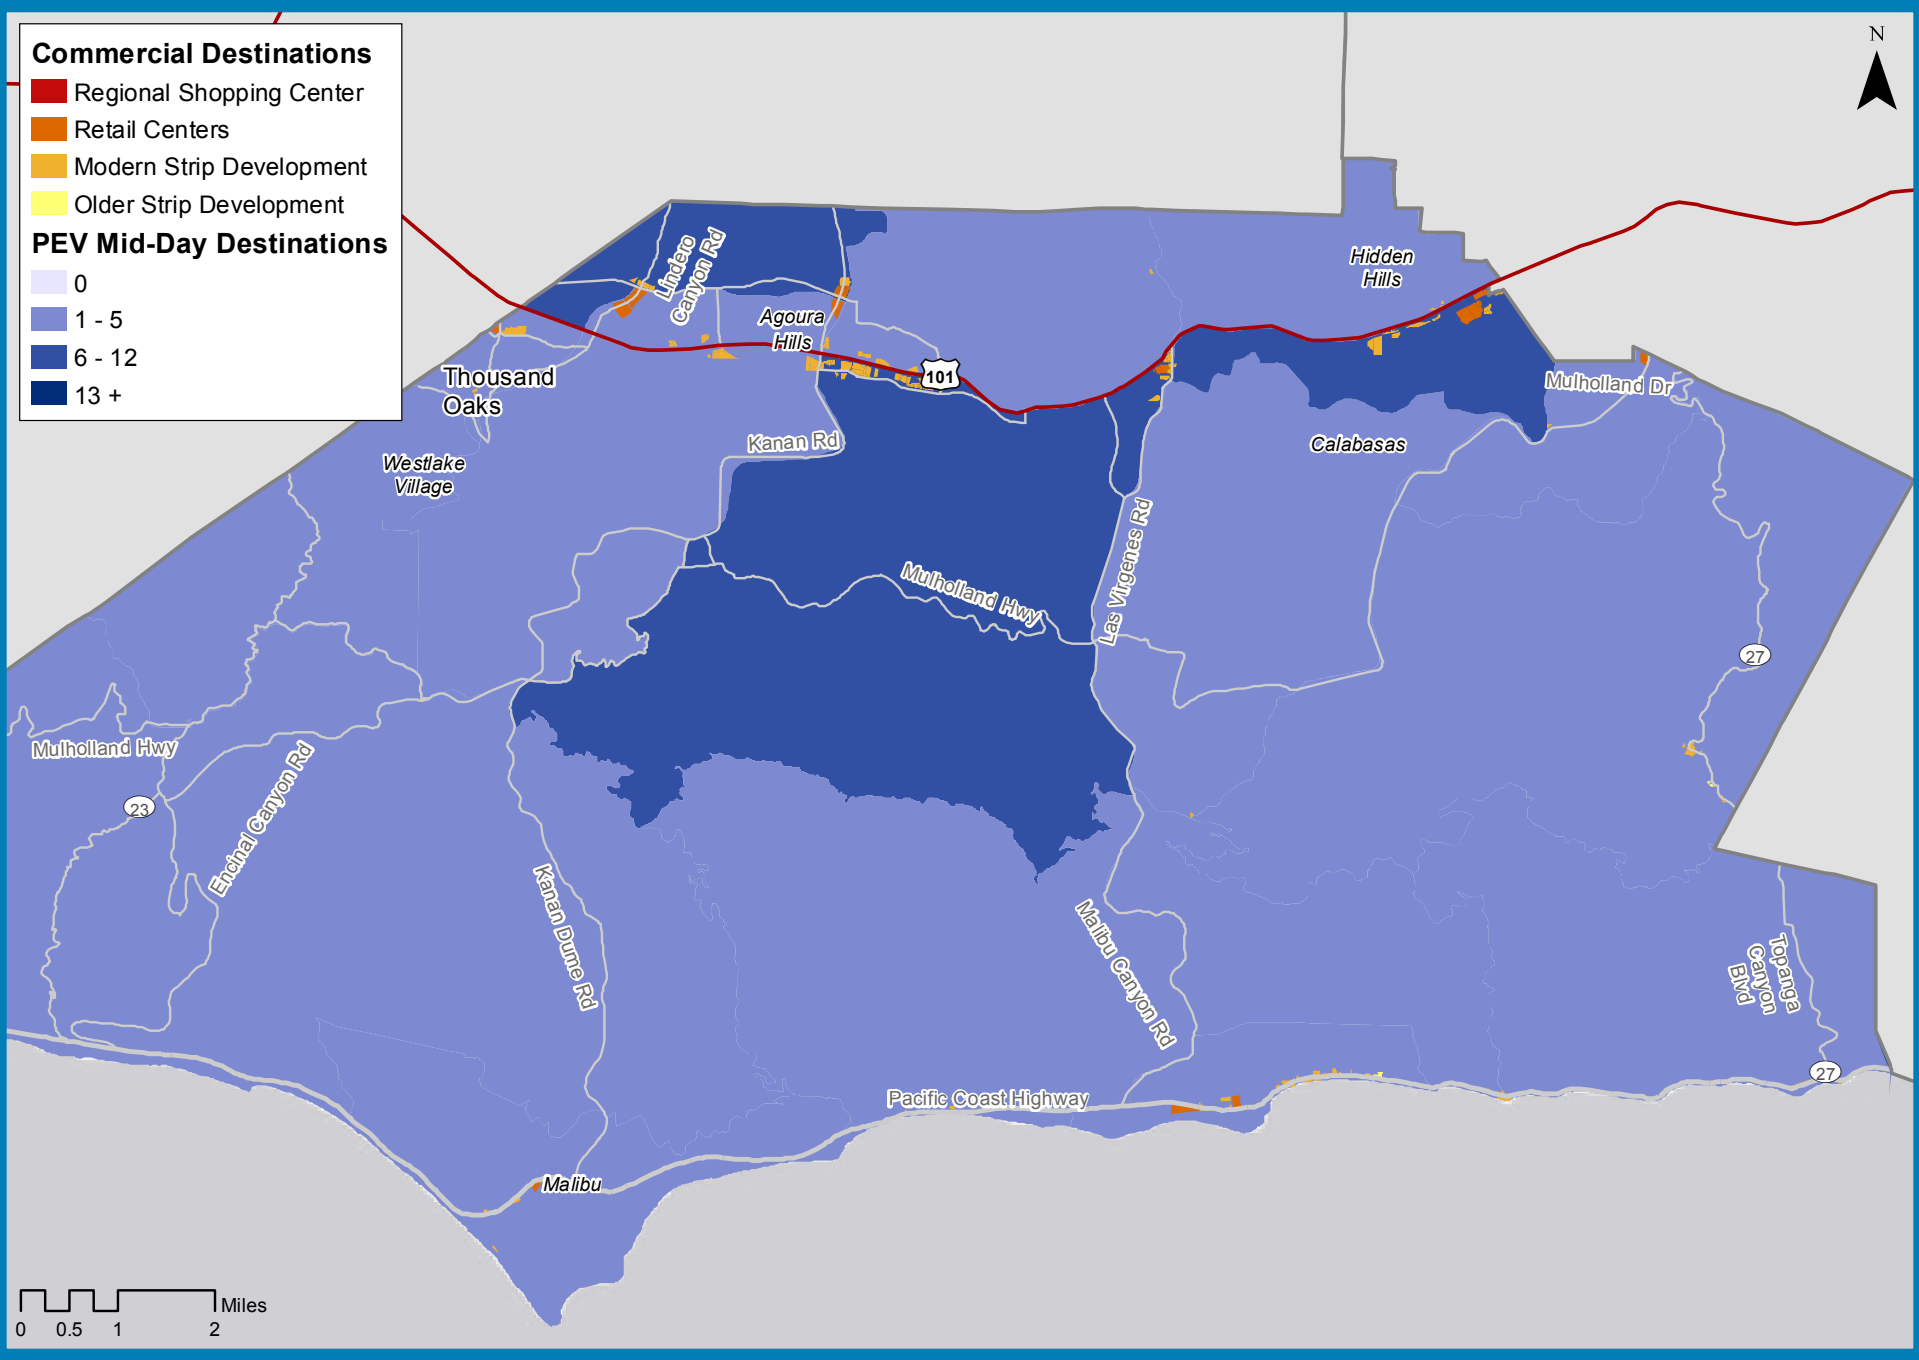 Commercial Destinations
Regional Shopping Center
Retail Centers
Modern Strip Development
Older Strip Development
PEV Mid-Day Destinations
0
1 - 5
6 - 12
13 +
N
Lindero
Canyon Rd
Hidden
Hills
Agoura
Hills
101
Thousand
Oaks
Mulholland Dr
Kanan Rd
Calabasas
Westlake
Village
Las Virgenes Rd
Mulholland Hwy
27
Mulholland Hwy
23
Encinal Canyon Rd
Kanan Dume Rd
Malibu Canyon Rd
Topanga
Canyon
Blvd
27
Pacific Coast Highway
Malibu
Miles
0 0.5 1 2